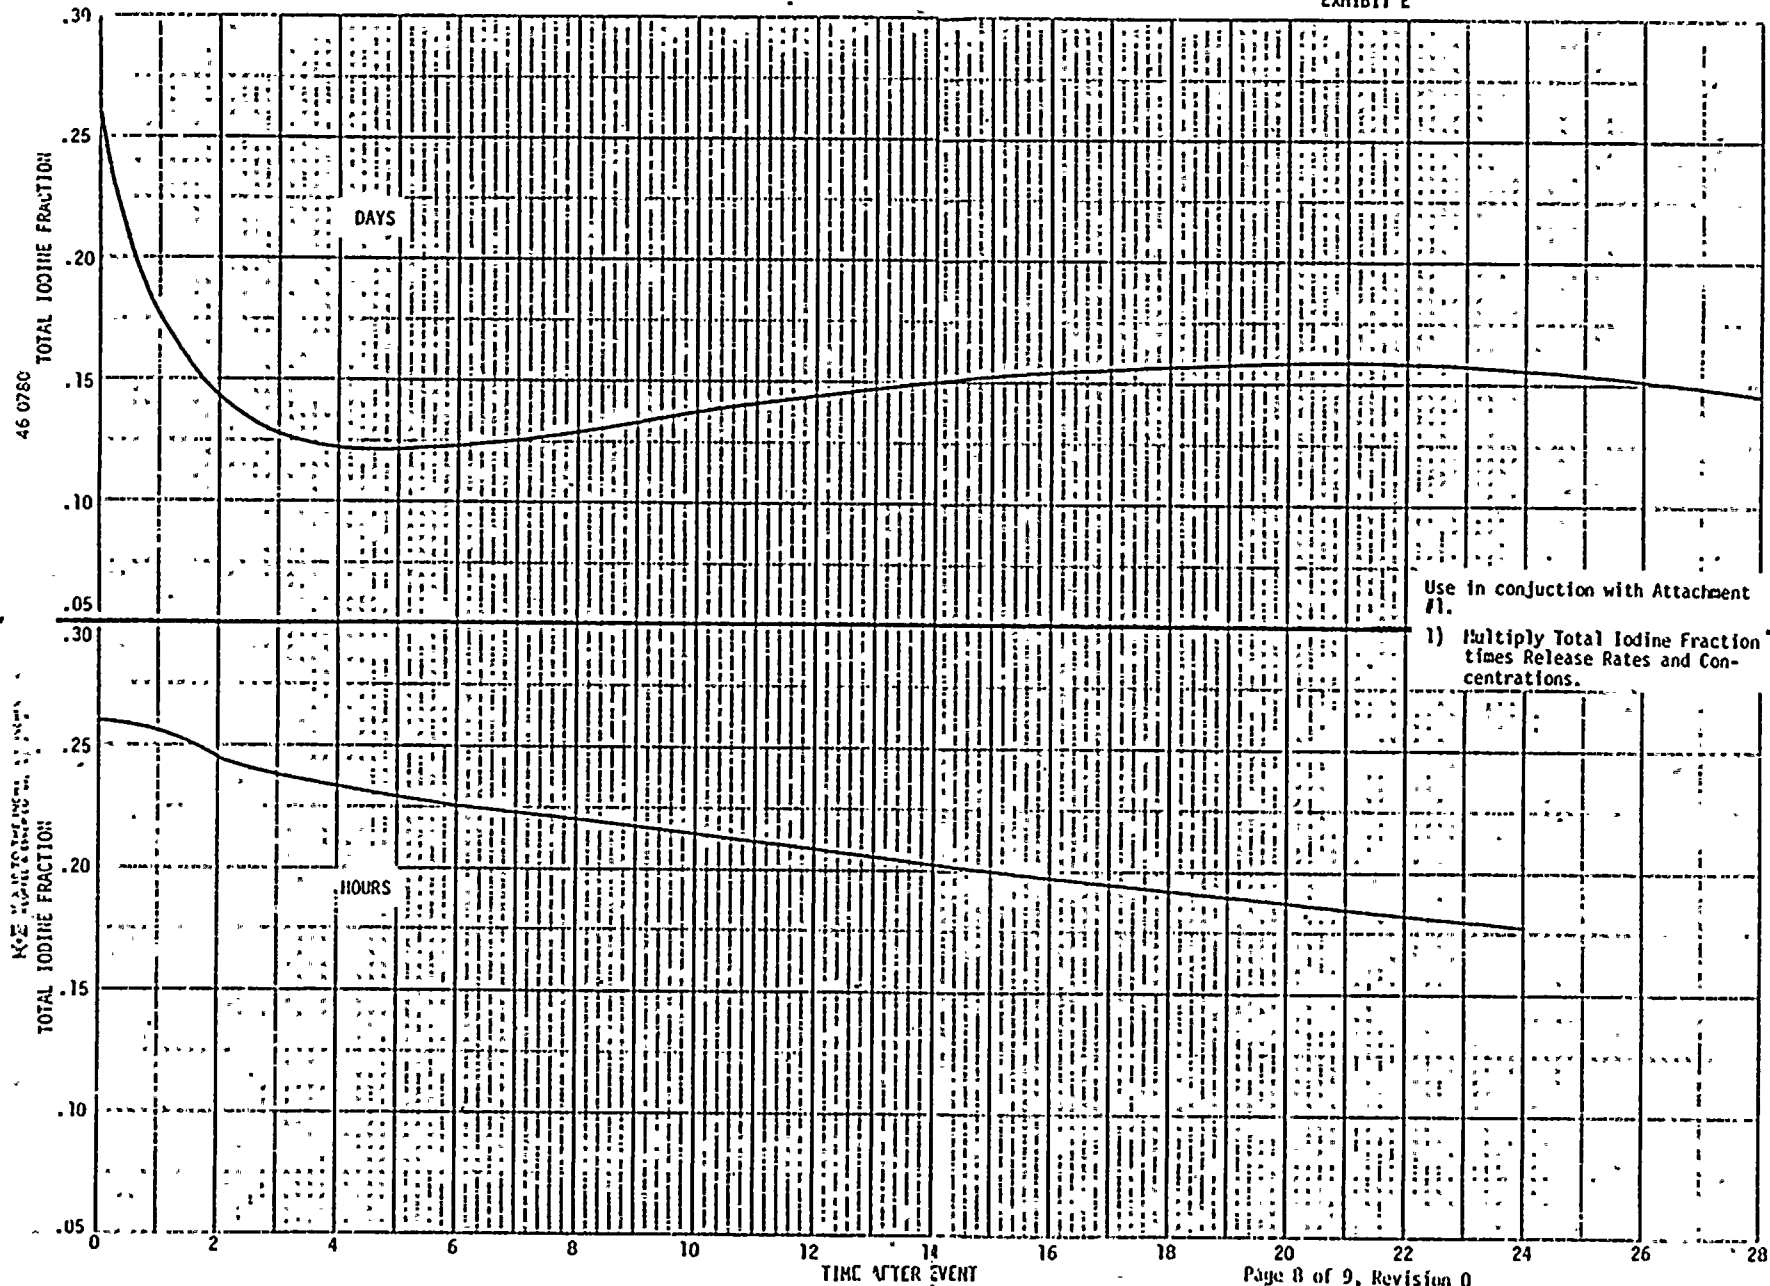 EXHIBIT E
.30
.25
.20
.15
.10
.05
TOTAL IODINE FRACTION
46 0780
DAYS
Use in conjuction with Attachment
#1.
1) Multiply Total Iodine Fraction
times Release Rates and Con-
centrations.
.30
.25
.20
.15
.10
.05
TOTAL IODINE FRACTION
HOURS
0 2 4 6 8 10 12 14 16 18 20 22 24 26 28
TIME AFTER EVENT
Page 8 of 9, Revision 0